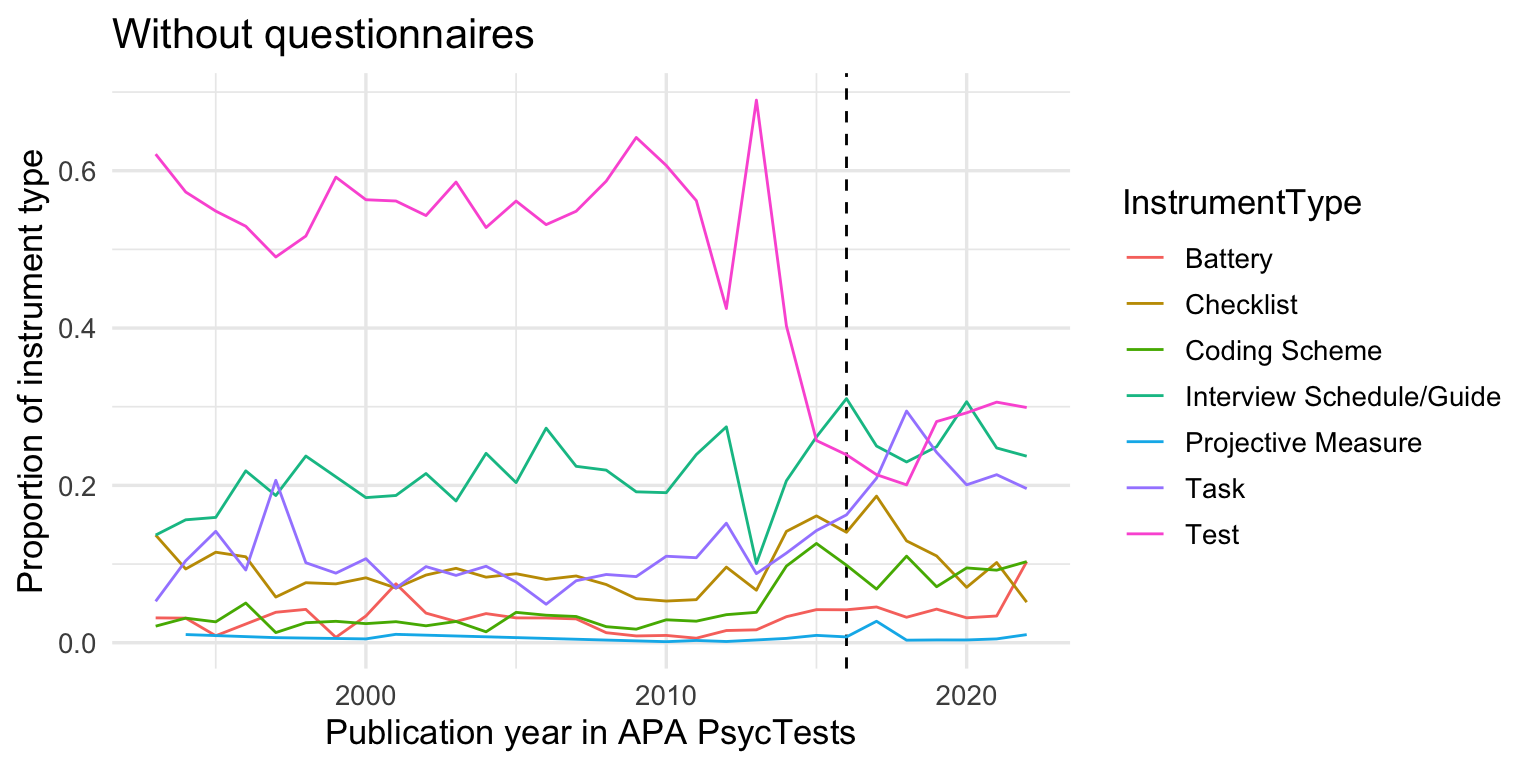 Without questionnaires
Proportion of instrument type
0.6
0.4
0.2
0.0
2000
2010
2020
Publication year in APA PsycTests
InstrumentType
Battery
Checklist
Coding Scheme
Interview Schedule/Guide
Projective Measure
Task
Test